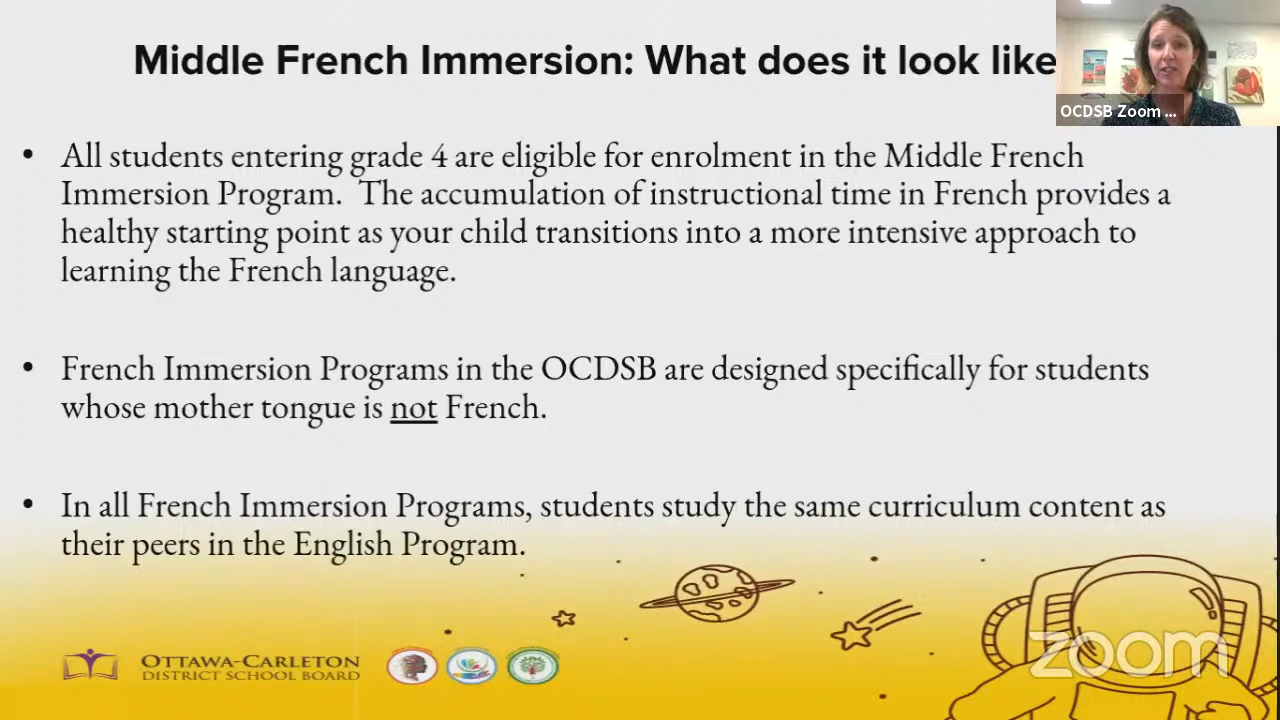 Middle French Immersion: What does it look like
OCDSB Zoom ...
• All students entering grade 4 are eligible for enrolment in the Middle French
Immersion Program.  The accumulation of instructional time in French provides a
healthy starting point as your child transitions into a more intensive approach to
learning the French language.
• French Immersion Programs in the OCDSB are designed specifically for students
whose mother tongue is not French.
• In all French Immersion Programs, students study the same curriculum content as
their peers in the English Program.
OTTAWA-CARLETON
DISTRICT SCHOOL BOARD
zoom